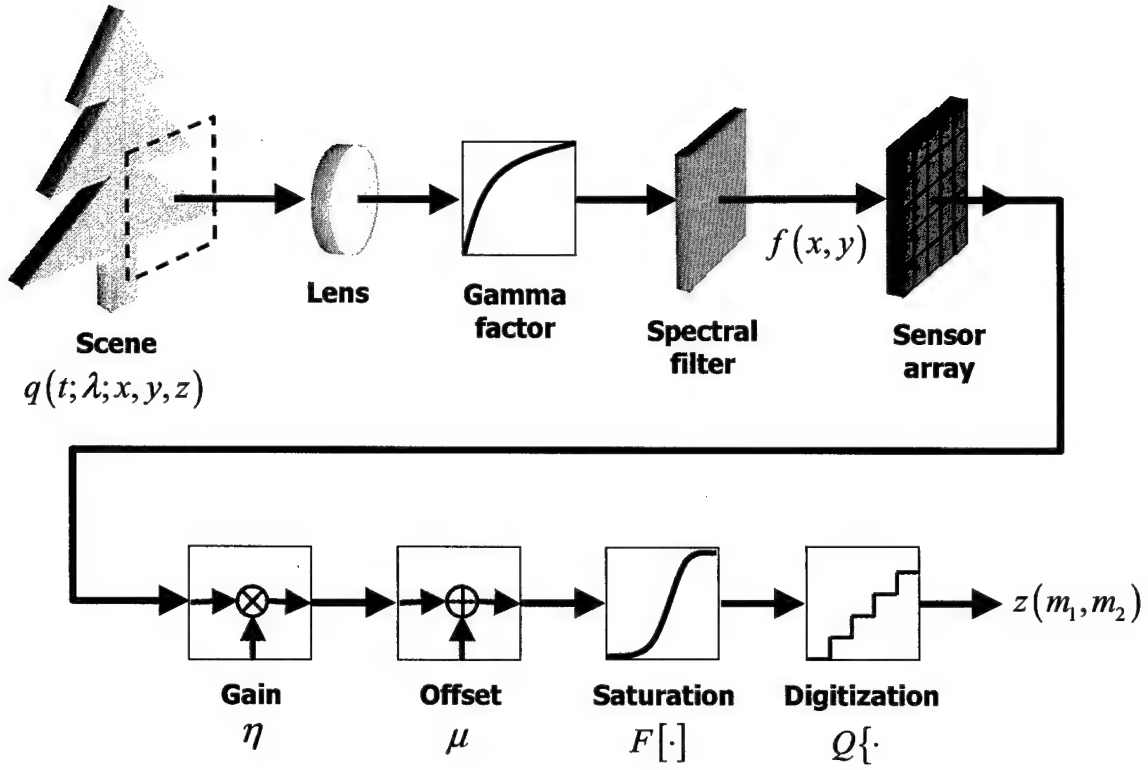 f(x, y)
Lens
Gamma
factor
Spectral
filter
Sensor
array
Scene
q(t; λ; x, y, z)
z(m₁, m₂)
Gain
η
Offset
μ
Saturation
F[·]
Digitization
Q{·